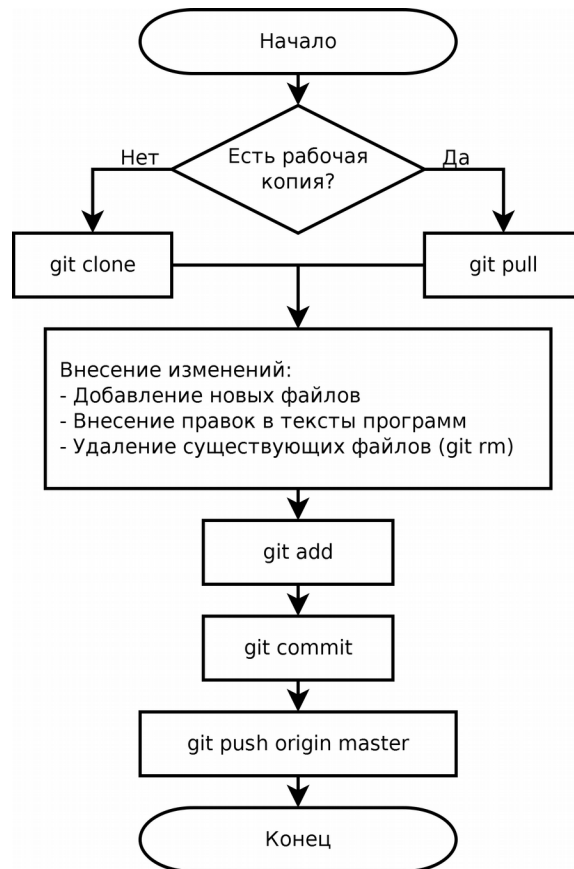 Начало
Есть рабочая
копия?
Нет
Да
git clone
git pull
Внесение изменений:
- Добавление новых файлов
- Внесение правок в тексты программ
- Удаление существующих файлов (git rm)
git add
git commit
git push origin master
Конец